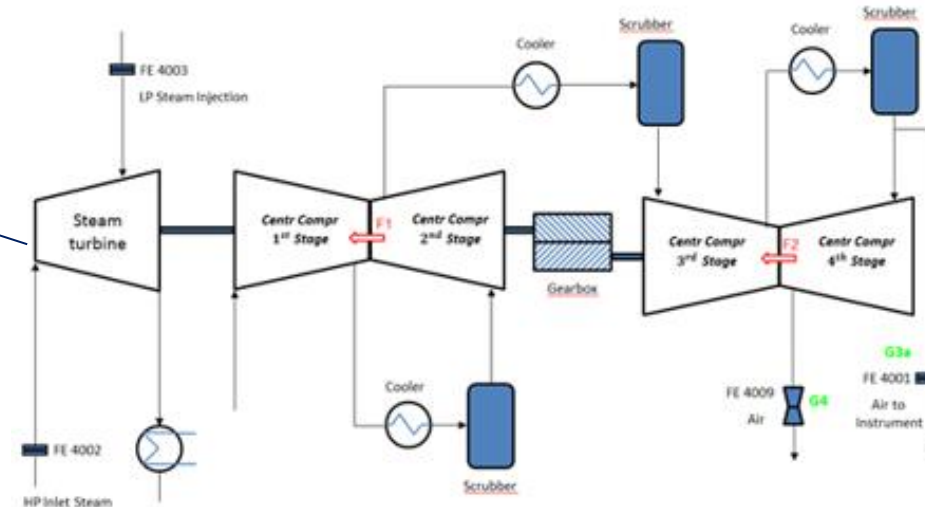 Scrubber
Scrubber
Cooler
Cooler
FE 4003
LP Steam Injection
Steam
turbine
Centr Compr
1st Stage
F1
Centr Compr
2nd Stage
Centr Compr
3rd Stage
F2
Centr Compr
4th Stage
Gearbox
G3a
Cooler
FE 4001
FE 4009
G4
Air
Air to
Instrument
FE 4002
Scrubber
HP Inlet Steam